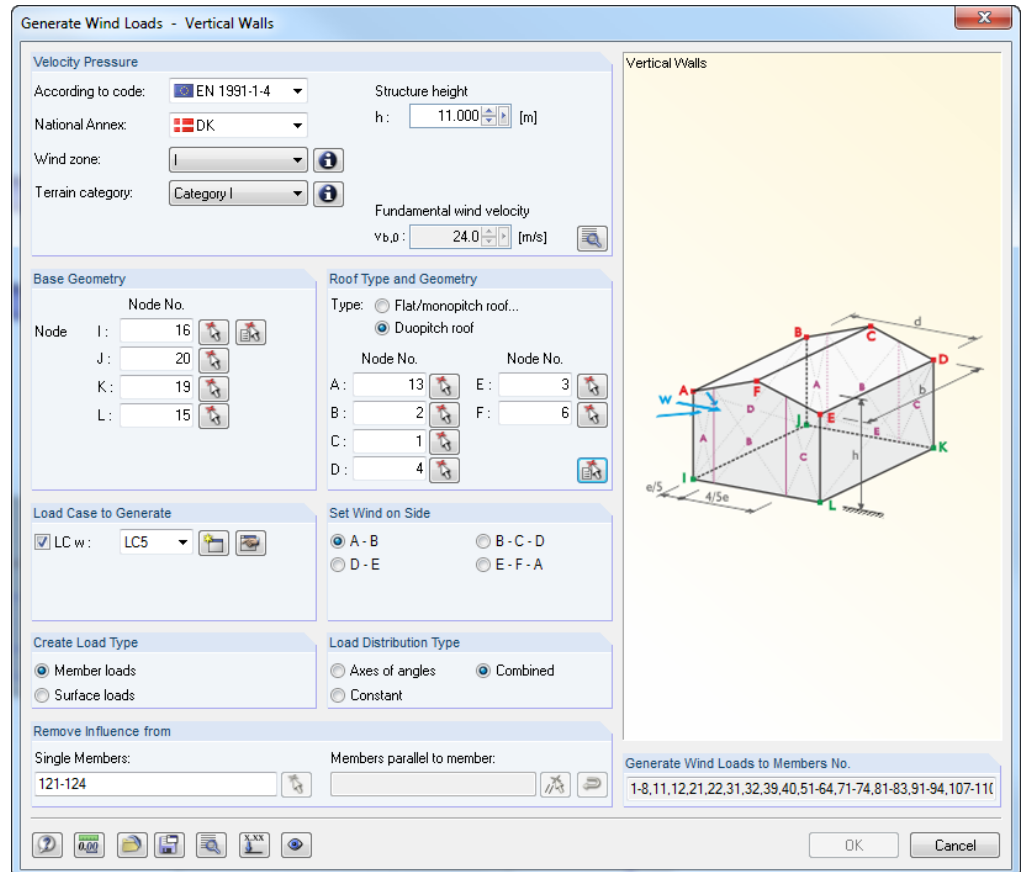 Generate Wind Loads - Vertical Walls
Velocity Pressure
According to code: EN 1991-1-4
National Annex: DK
Wind zone: I
Terrain category: Category I
Structure height
h: 11.000 [m]
Fundamental wind velocity
vb,0: 24.0 [m/s]
Base Geometry
Node No.
Node I: 16
J: 20
K: 19
L: 15
Roof Type and Geometry
Type: Flat/monopitch roof...
Duopitch roof
Node No. Node No.
A: 13 E: 3
B: 2 F: 6
C: 1
D: 4
Load Case to Generate
LC w: LC5
Set Wind on Side
A - B B - C - D
D - E E - F - A
Create Load Type
Member loads
Surface loads
Load Distribution Type
Axes of angles Combined
Constant
Remove Influence from
Single Members: Members parallel to member:
121-124
Vertical Walls
d
B
C
D
A
F
A
B
b
W
C
D
E
J
E
K
A
B
C
h
I
L
e/5
4/5e
Generate Wind Loads to Members No.
1-8,11,12,21,22,31,32,39,40,51-64,71-74,81-83,91-94,107-110
0.00
x.xx
OK Cancel